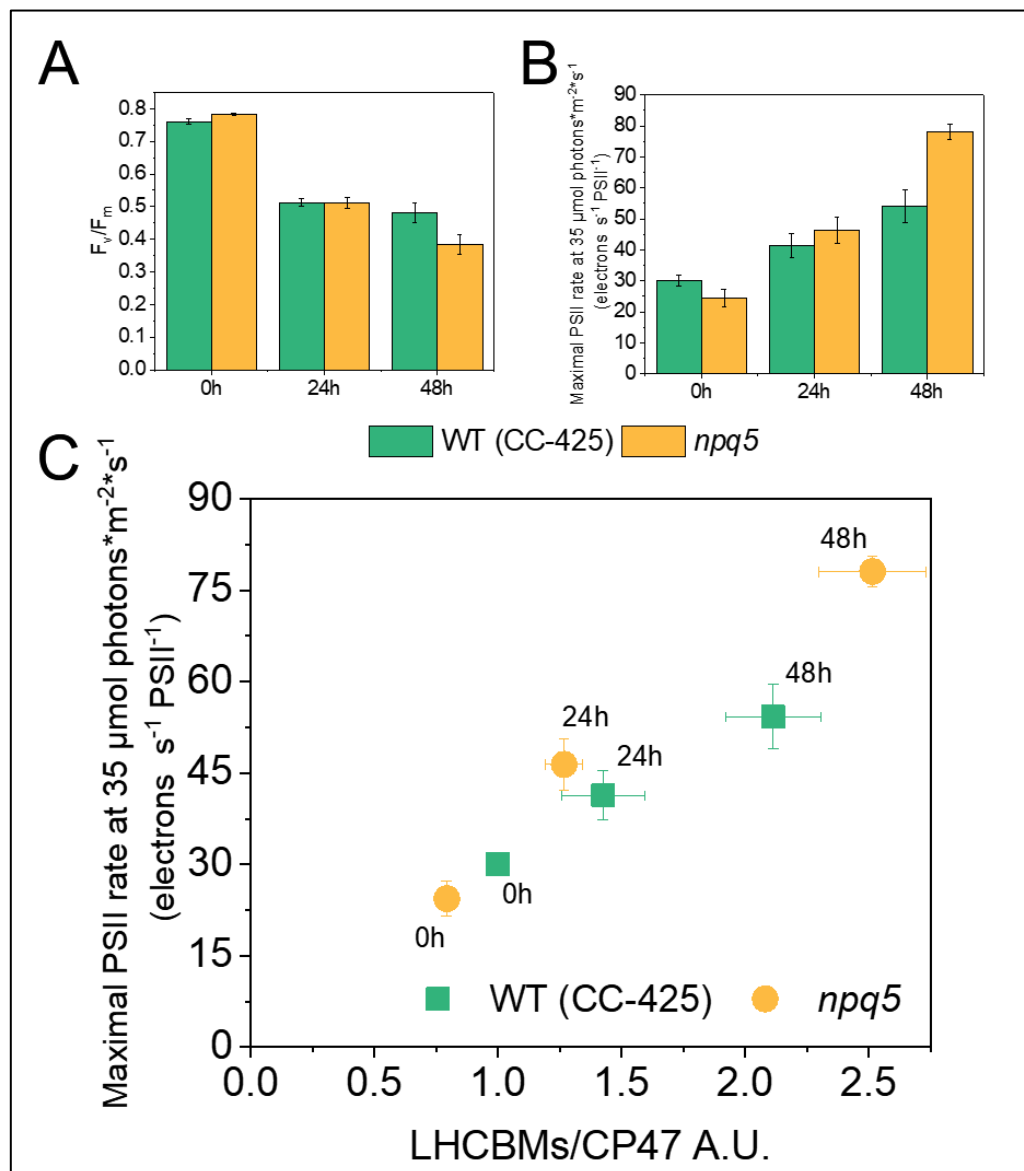 A
B
0.8
0.7
0.6
0.5
0.4
0.3
0.2
0.1
0.0
Fv/Fm
0h
24h
48h
90
80
70
60
50
40
30
20
10
0
Maximal PSII rate at 35 µmol photons*m-2*s-1
(electrons s-1 PSII-1)
0h
24h
48h
WT (CC-425)
npq5
C
90
75
60
45
30
15
0
Maximal PSII rate at 35 µmol photons*m-2*s-1
(electrons s-1 PSII-1)
48h
48h
24h
24h
0h
0h
WT (CC-425)
npq5
0.0
0.5
1.0
1.5
2.0
2.5
LHCBMs/CP47 A.U.